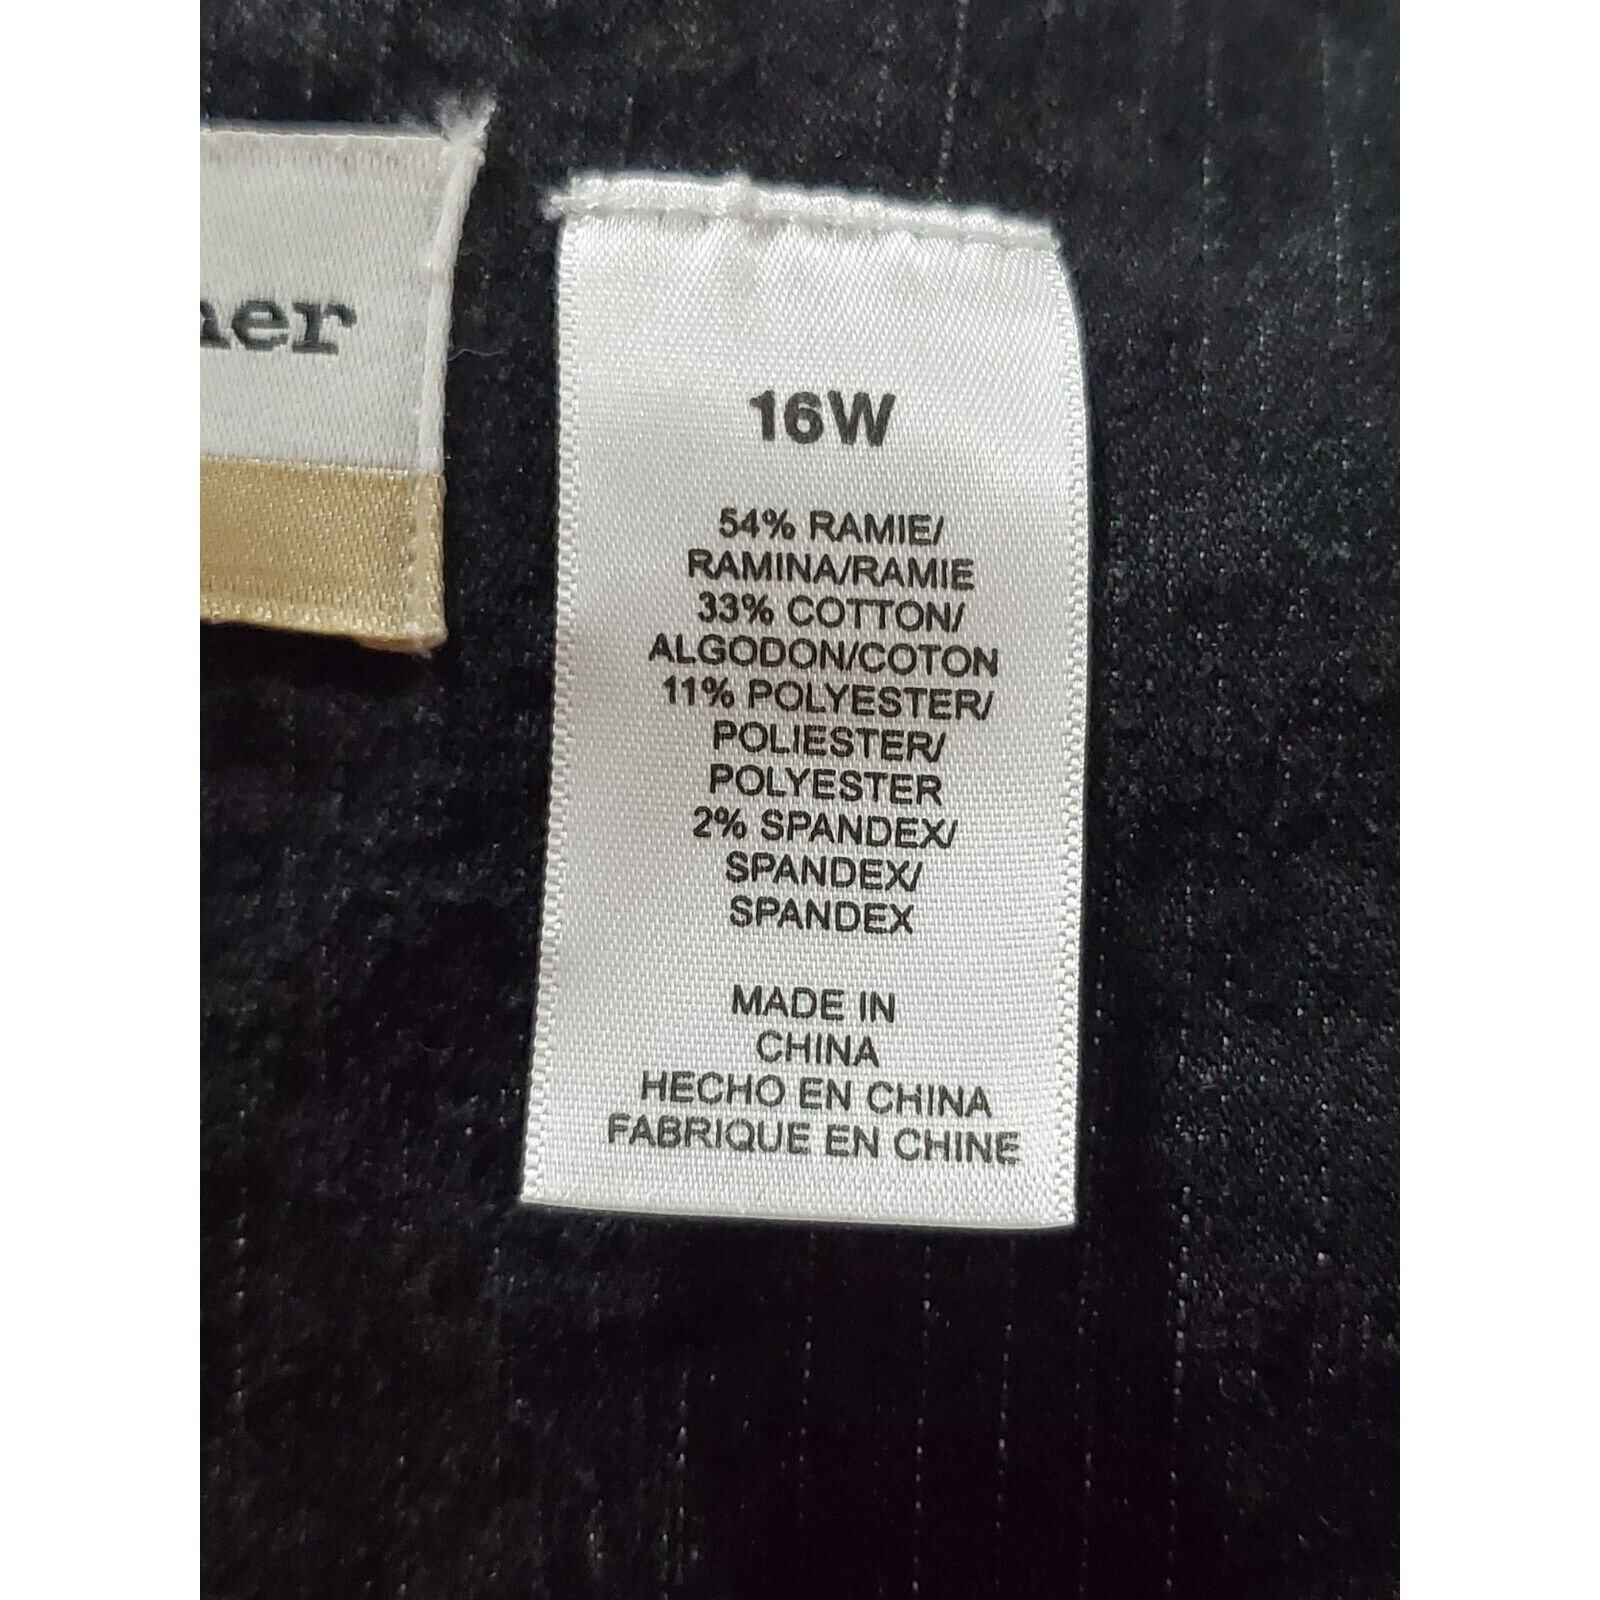 16W
54% RAMIE/
RAMINA/RAMIE
33% COTTON/
ALGODON/COTON
11% POLYESTER/
POLIESTER/
POLYESTER
2% SPANDEX/
SPANDEX/
SPANDEX
MADE IN
CHINA
HECHO EN CHINA
FABRIQUE EN CHINE